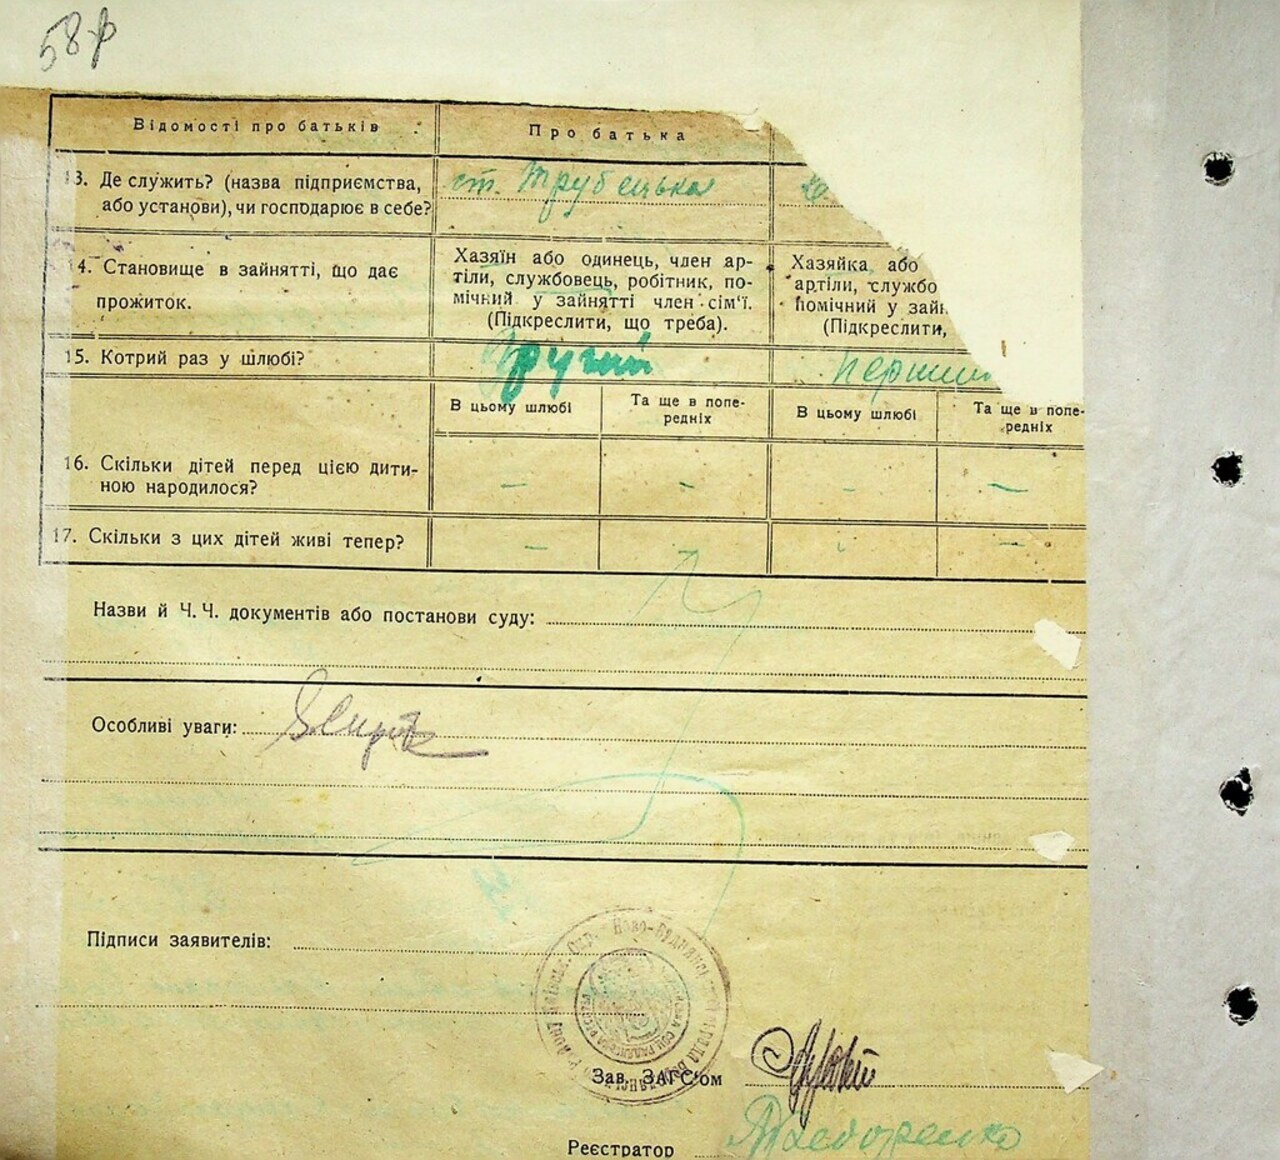 58-р
Відомості про батьків
Про батька
13. Де служить? (назва підприємства,
або установи), чи господарює в себе?
ст. Трубецька
14. Становище в зайнятті, що дає
прожиток.
Хазяїн або одинець, член ар-
тіли, службовець, робітник, по-
мічний у зайнятті член сім'ї.
(Підкреслити, що треба).
Хазяйка або
артіли, службо
помічний у зайн
(Підкреслити,
15. Котрий раз у шлюбі?
другий
перший
В цьому шлюбі
Та ще в попе-
редніх
В цьому шлюбі
Та ще в попе-
редніх
16. Скільки дітей перед цією дити-
ною народилося?
– – – –
17. Скільки з цих дітей живі тепер?
– – –
Назви й Ч. Ч. документів або постанови суду:
Особливі уваги:
Підписи заявителів:
Зав. ЗАГС'ом
Реєстратор